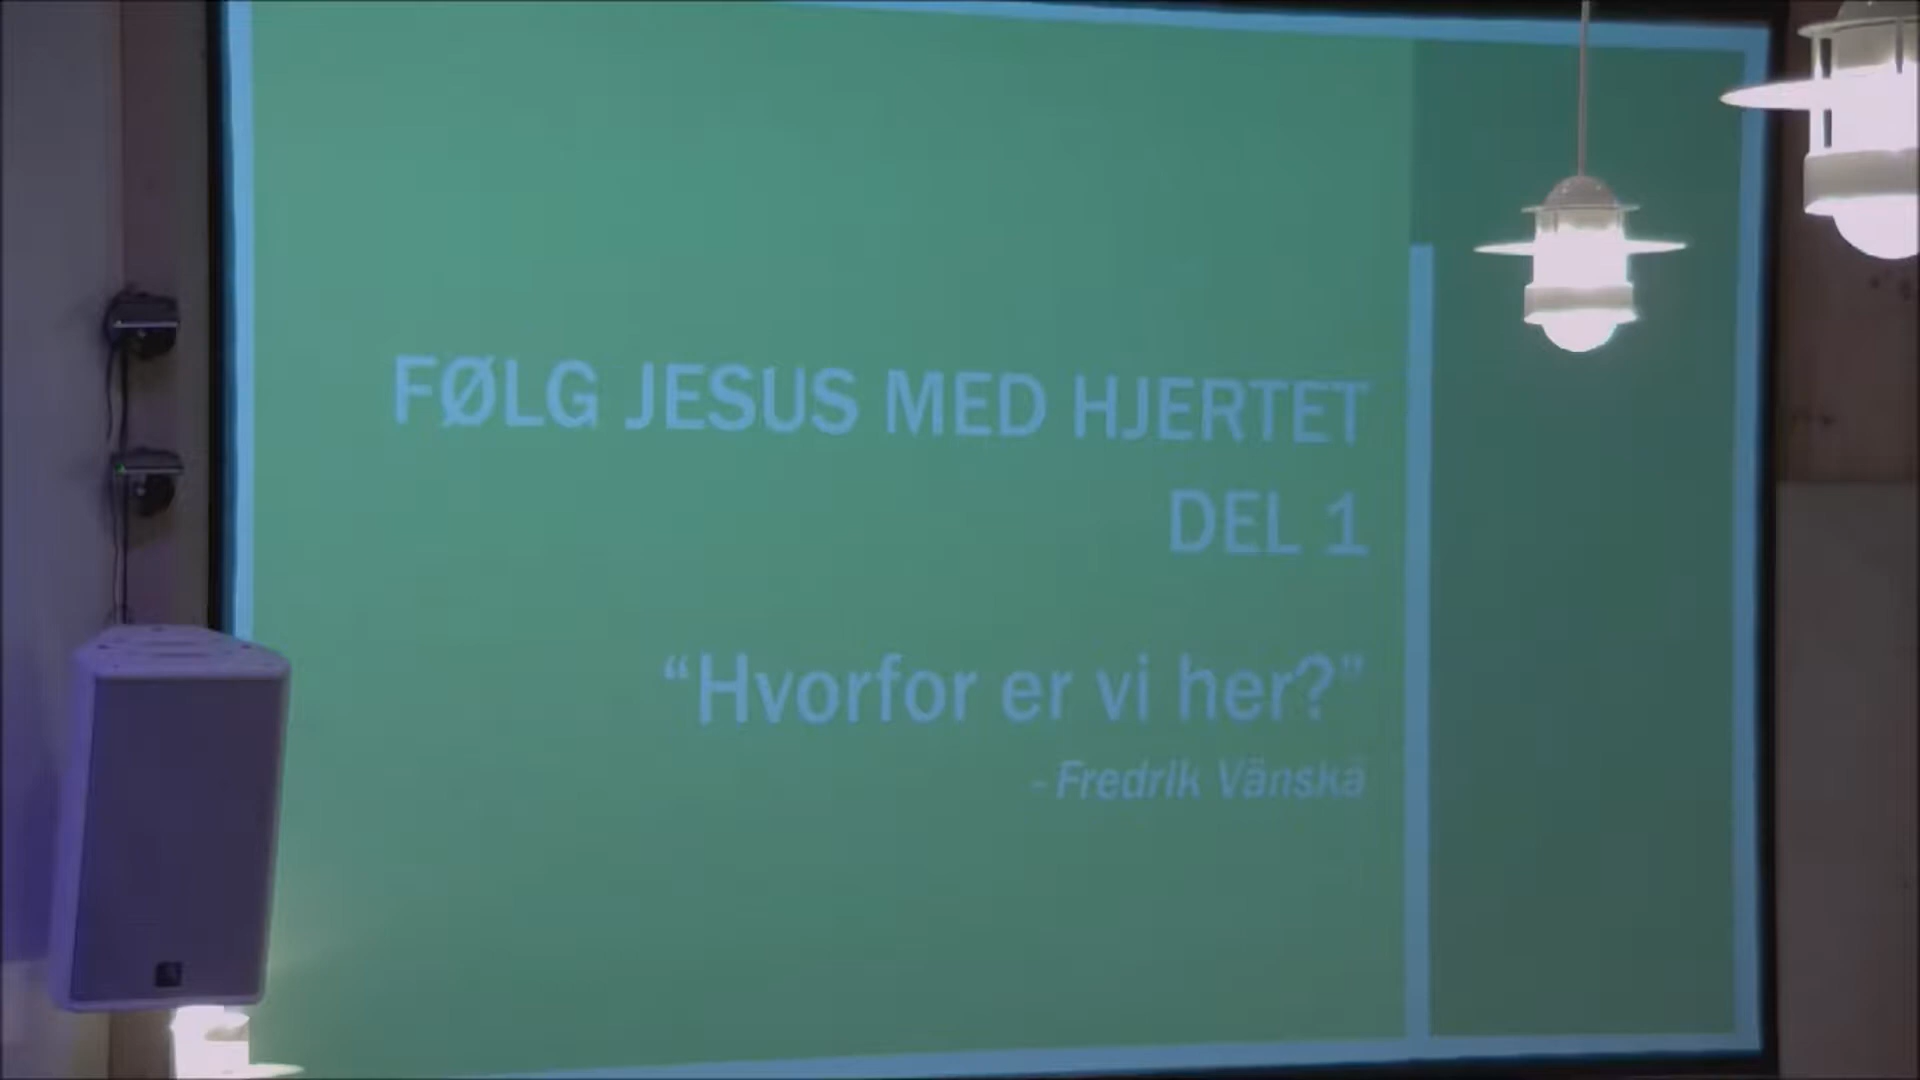 FØLG JESUS MED HJERTET
DEL 1
“Hvorfor er vi her?”
- Fredrik Vänskä